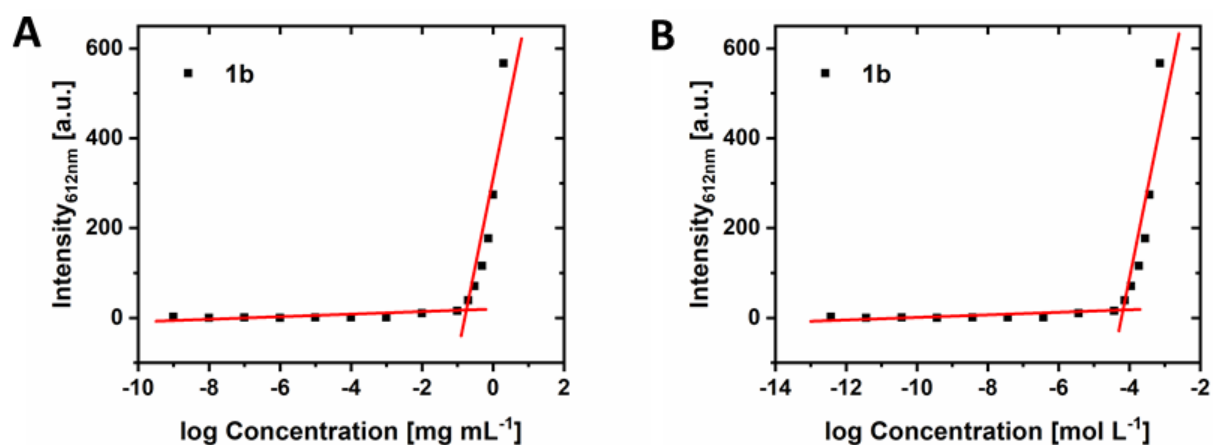 A
Intensity612nm [a.u.]
600
400
200
0
1b
-10 -8 -6 -4 -2 0 2
log Concentration [mg mL-1]
B
Intensity612nm [a.u.]
600
400
200
0
1b
-14 -12 -10 -8 -6 -4 -2
log Concentration [mol L-1]